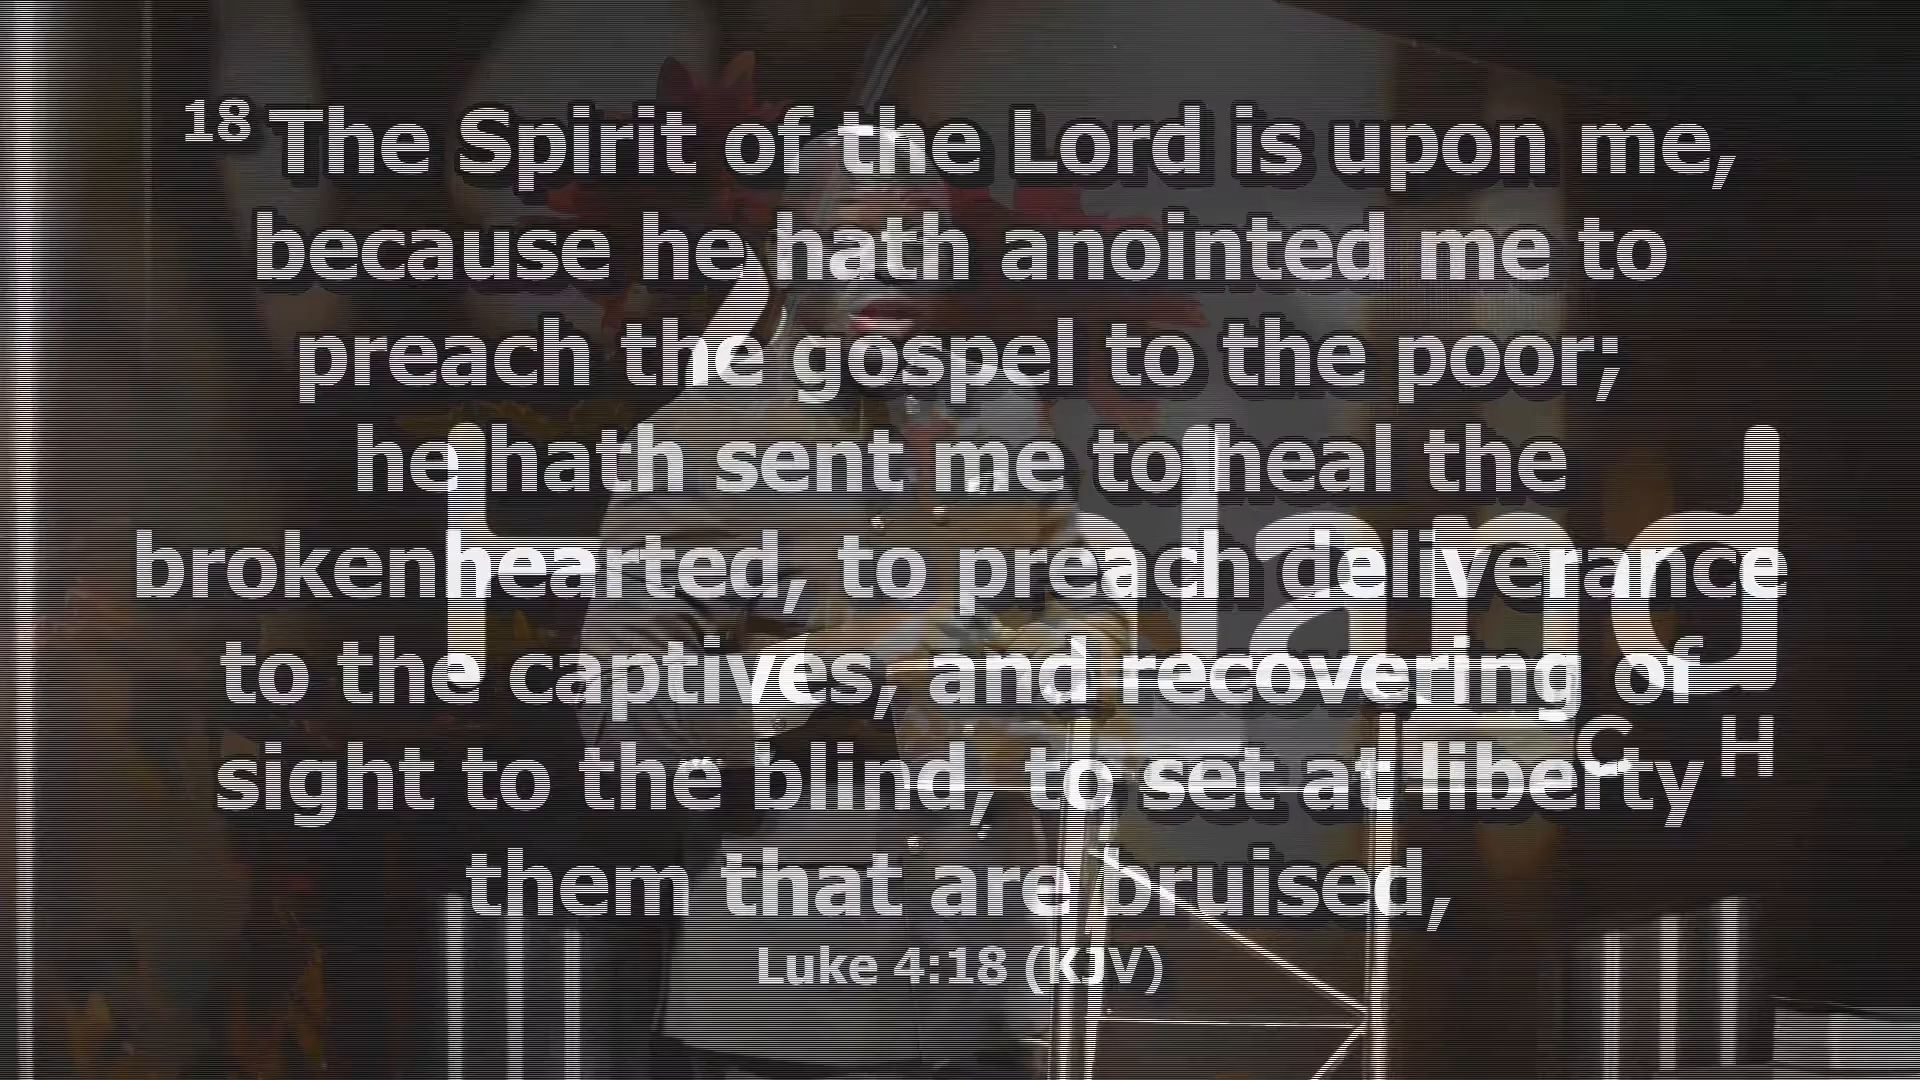 18 The Spirit of the Lord is upon me,
because he hath anointed me to
preach the gospel to the poor;
he hath sent me to heal the
brokenhearted, to preach deliverance
to the captives, and recovering of
sight to the blind, to set at liberty
them that are bruised,
Luke 4:18 (KJV)